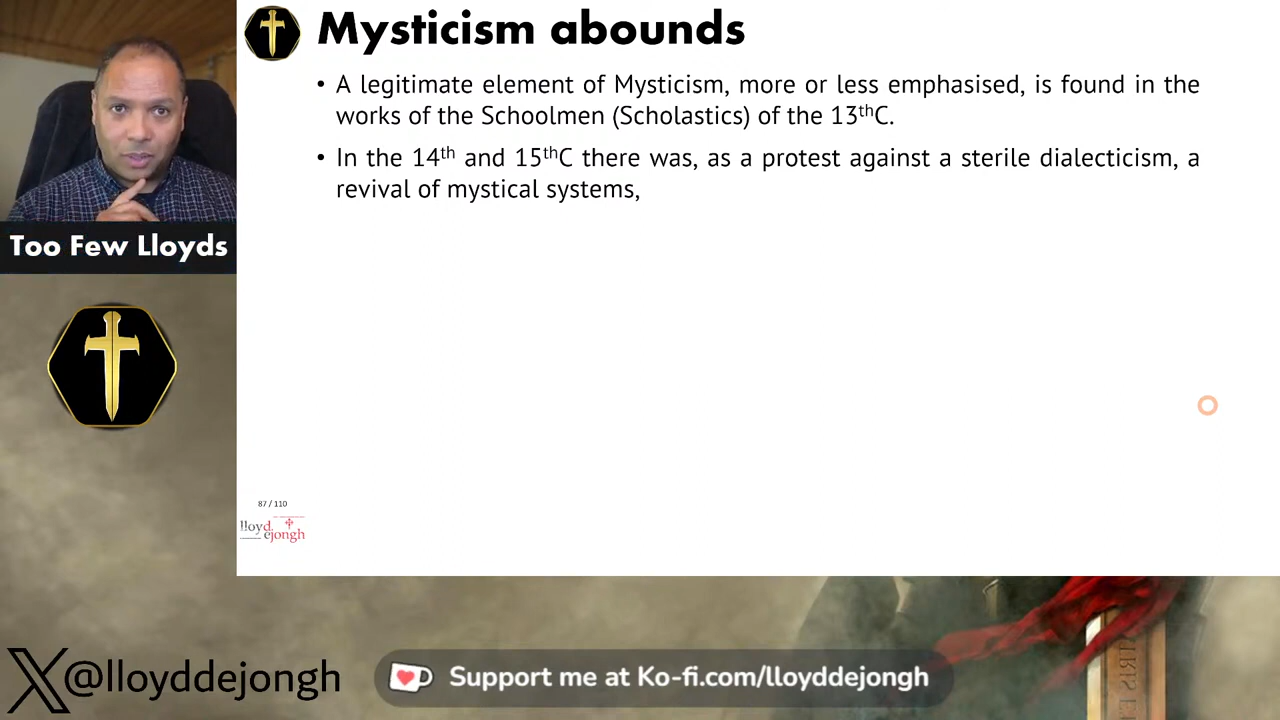 Mysticism abounds
• A legitimate element of Mysticism, more or less emphasised, is found in the
works of the Schoolmen (Scholastics) of the 13thC.
• In the 14th and 15thC there was, as a protest against a sterile dialecticism, a
revival of mystical systems,
Too Few Lloyds
87 / 110
lloyd
ejongh
X@lloyddejongh
Support me at Ko-fi.com/lloyddejongh